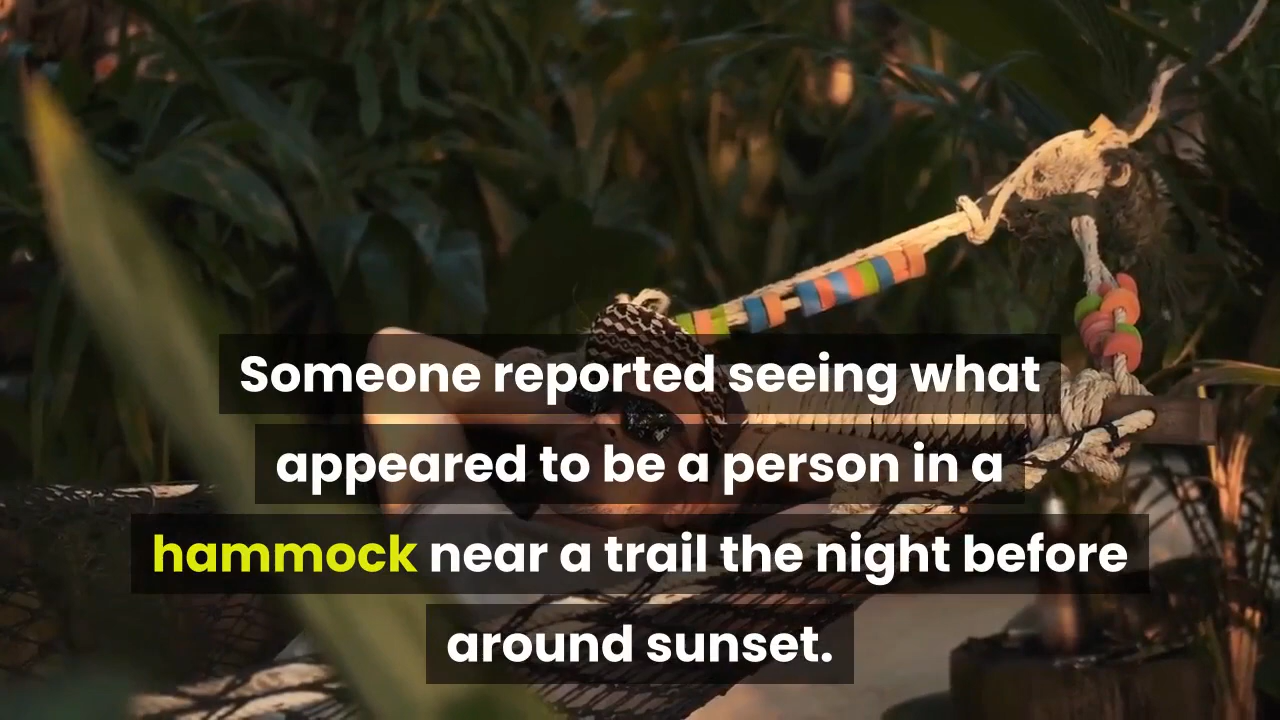 Someone reported seeing what
appeared to be a person in a
hammock near a trail the night before
around sunset.